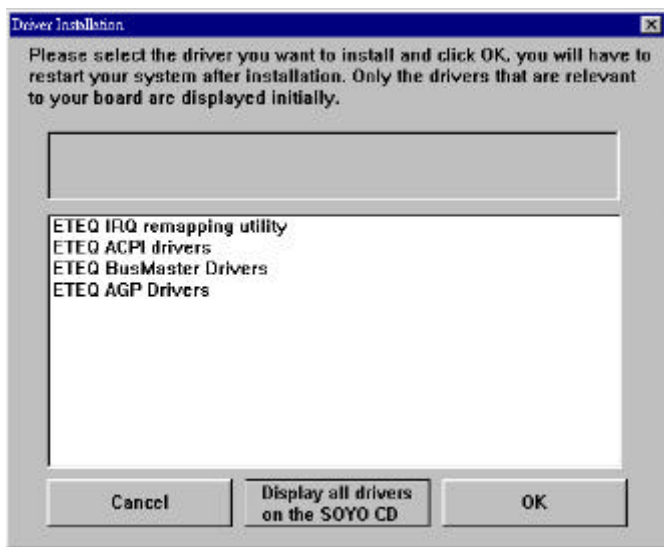 Driver Installation
Please select the driver you want to install and click OK, you will have to
restart your system after installation. Only the drivers that are relevant
to your board are displayed initially.
ETEQ IRQ remapping utility
ETEQ ACPI drivers
ETEQ BusMaster Drivers
ETEQ AGP Drivers
Cancel
Display all drivers
on the SOYO CD
OK